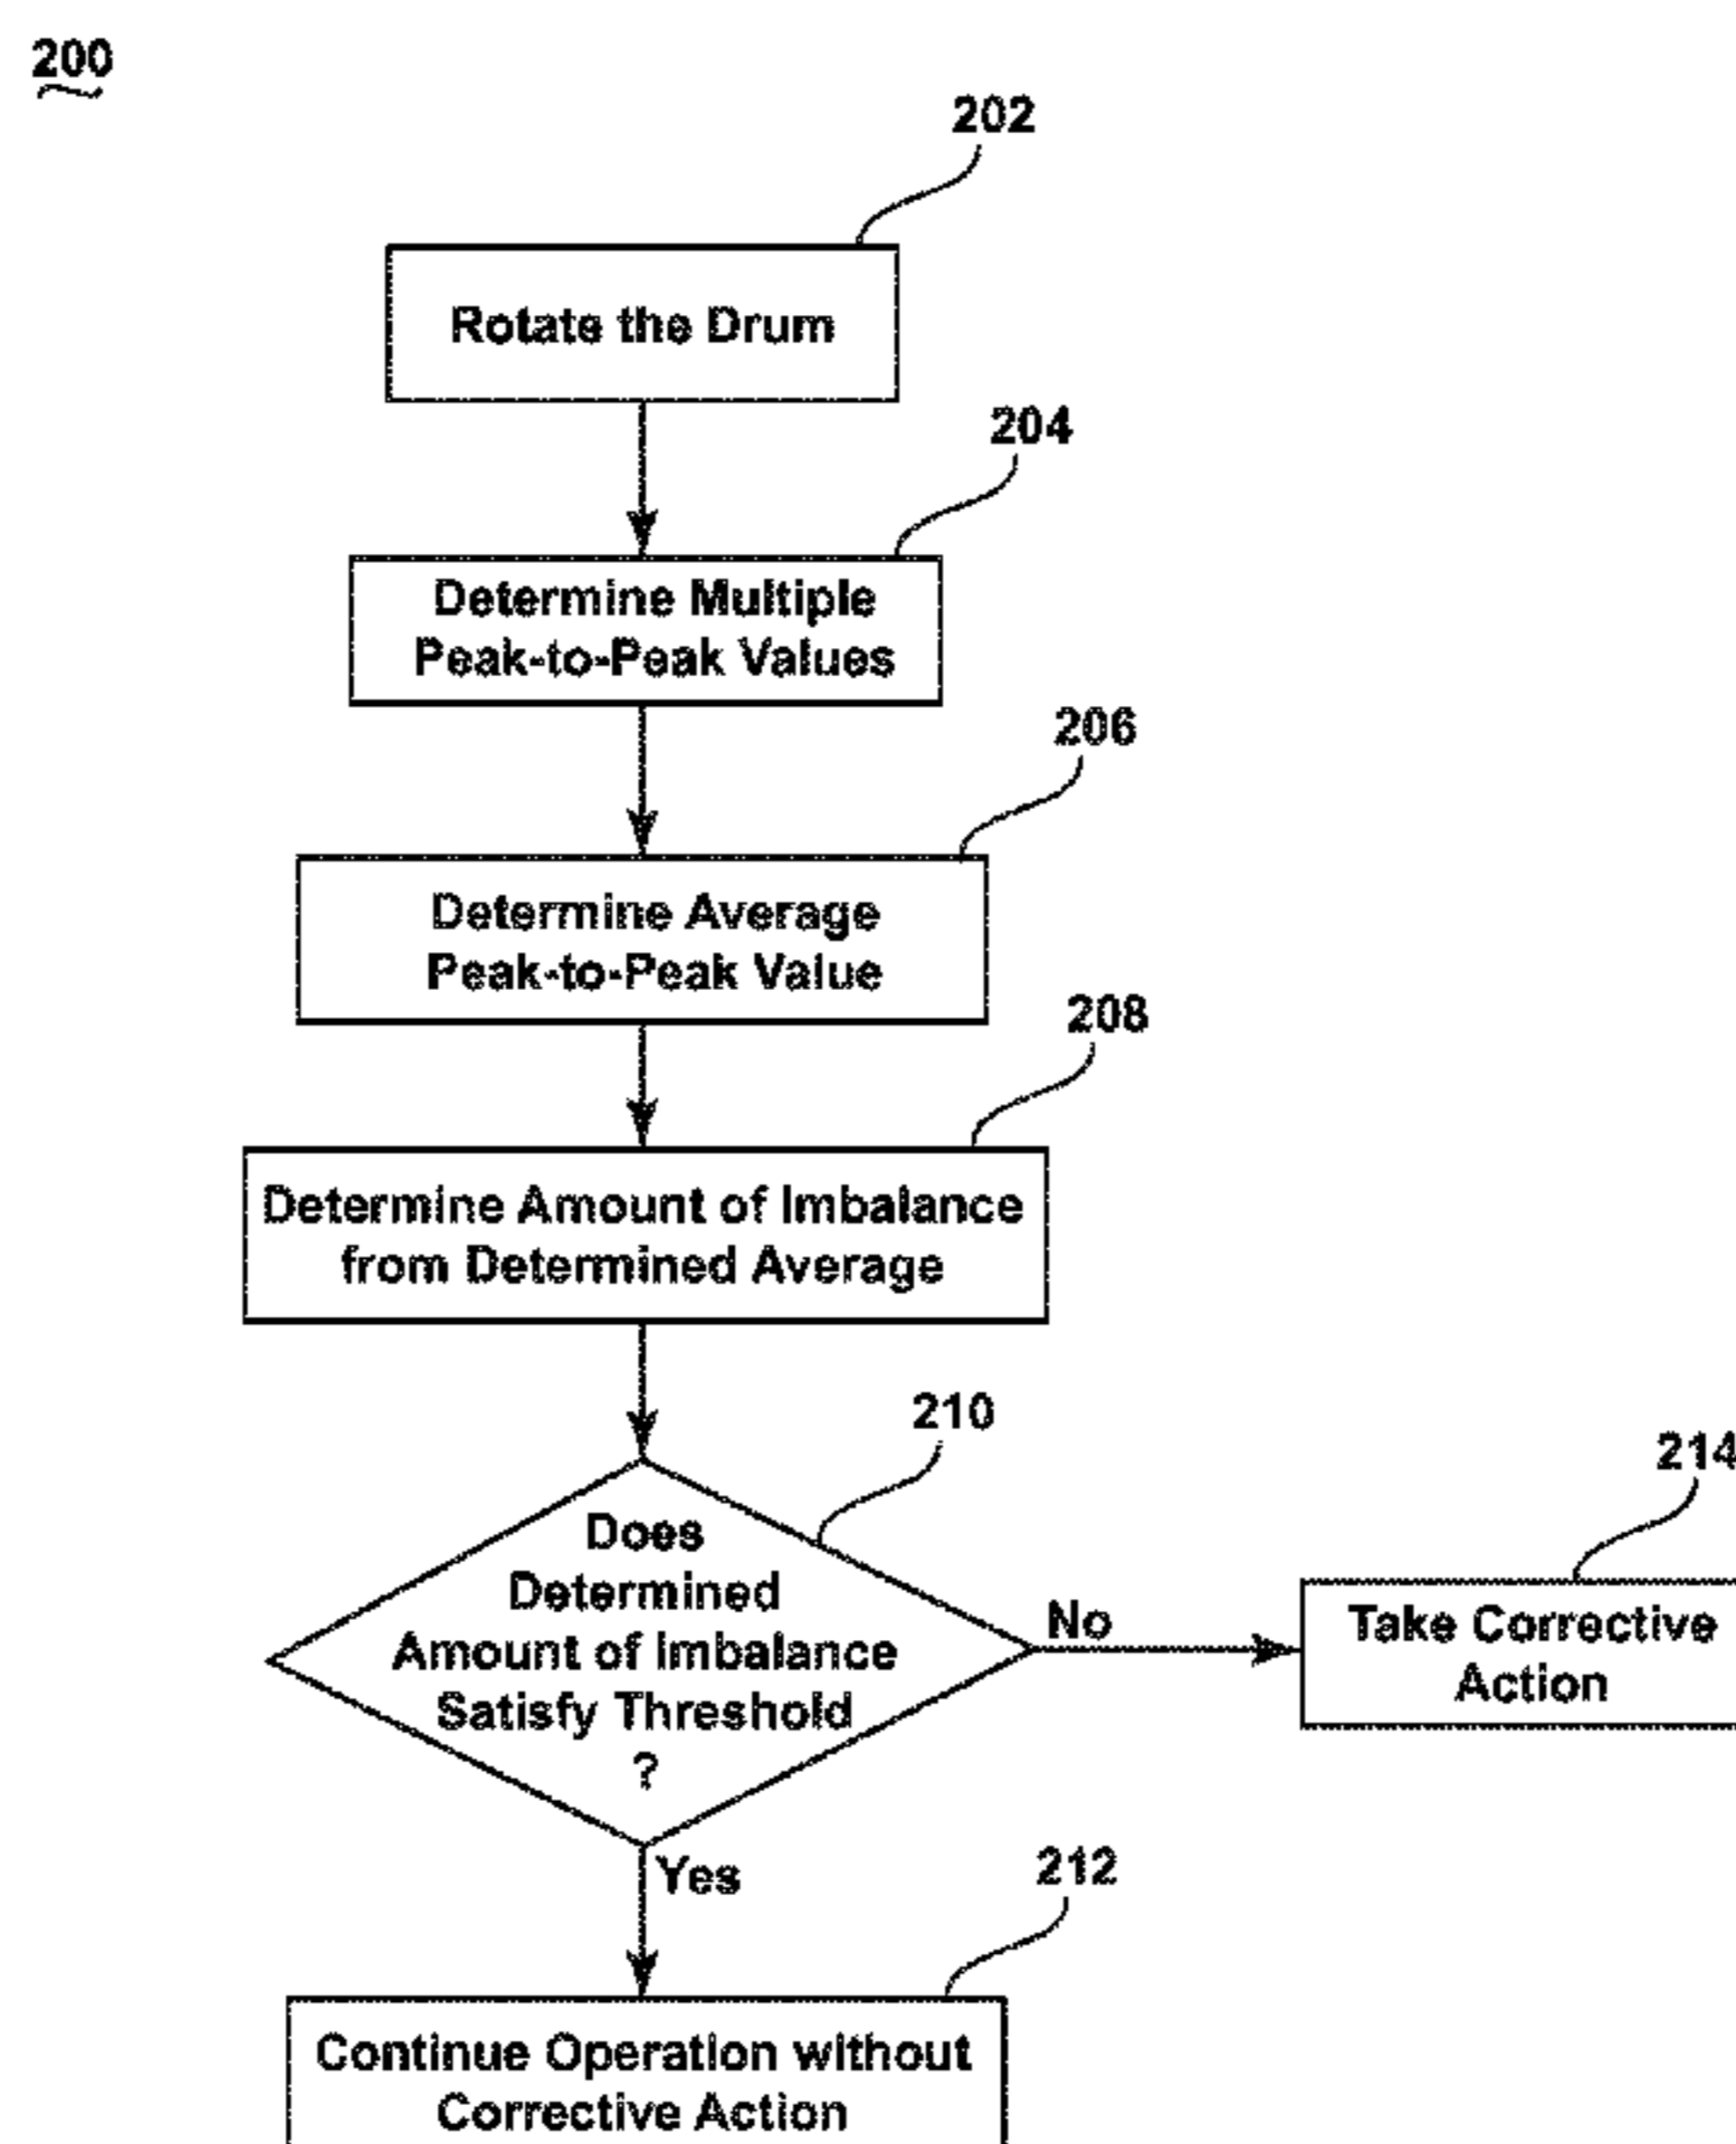 200
202
Rotate the Drum
204
Determine Multiple
Peak-to-Peak Values
206
Determine Average
Peak-to-Peak Value
208
Determine Amount of Imbalance
from Determined Average
210
Does
Determined
Amount of Imbalance
Satisfy Threshold
?
No
214
Take Corrective
Action
Yes
212
Continue Operation without
Corrective Action